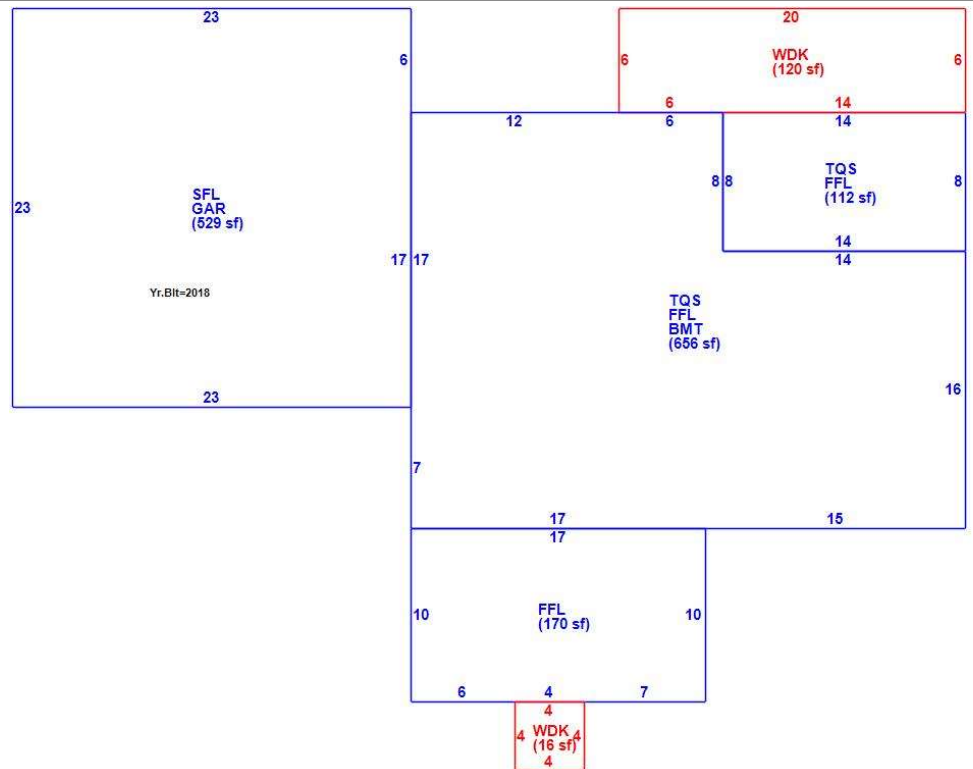 23
20
6
6
WDK
(120 sf)
6
6
14
12
6
14
23
SFL
GAR
(529 sf)
8
8
TQS
FFL
(112 sf)
8
14
14
17
17
Yr.Blt=2018
TQS
FFL
BMT
(656 sf)
16
23
7
17
15
17
10
FFL
(170 sf)
10
6
4
7
4
4
WDK
(16 sf)
4
4